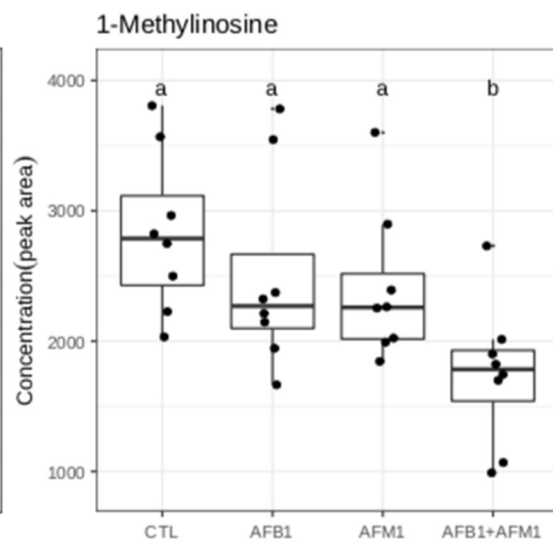 1-Methylinosine
Concentration(peak area)
4000
3000
2000
1000
a a a b
CTL AFB1 AFM1 AFB1+AFM1